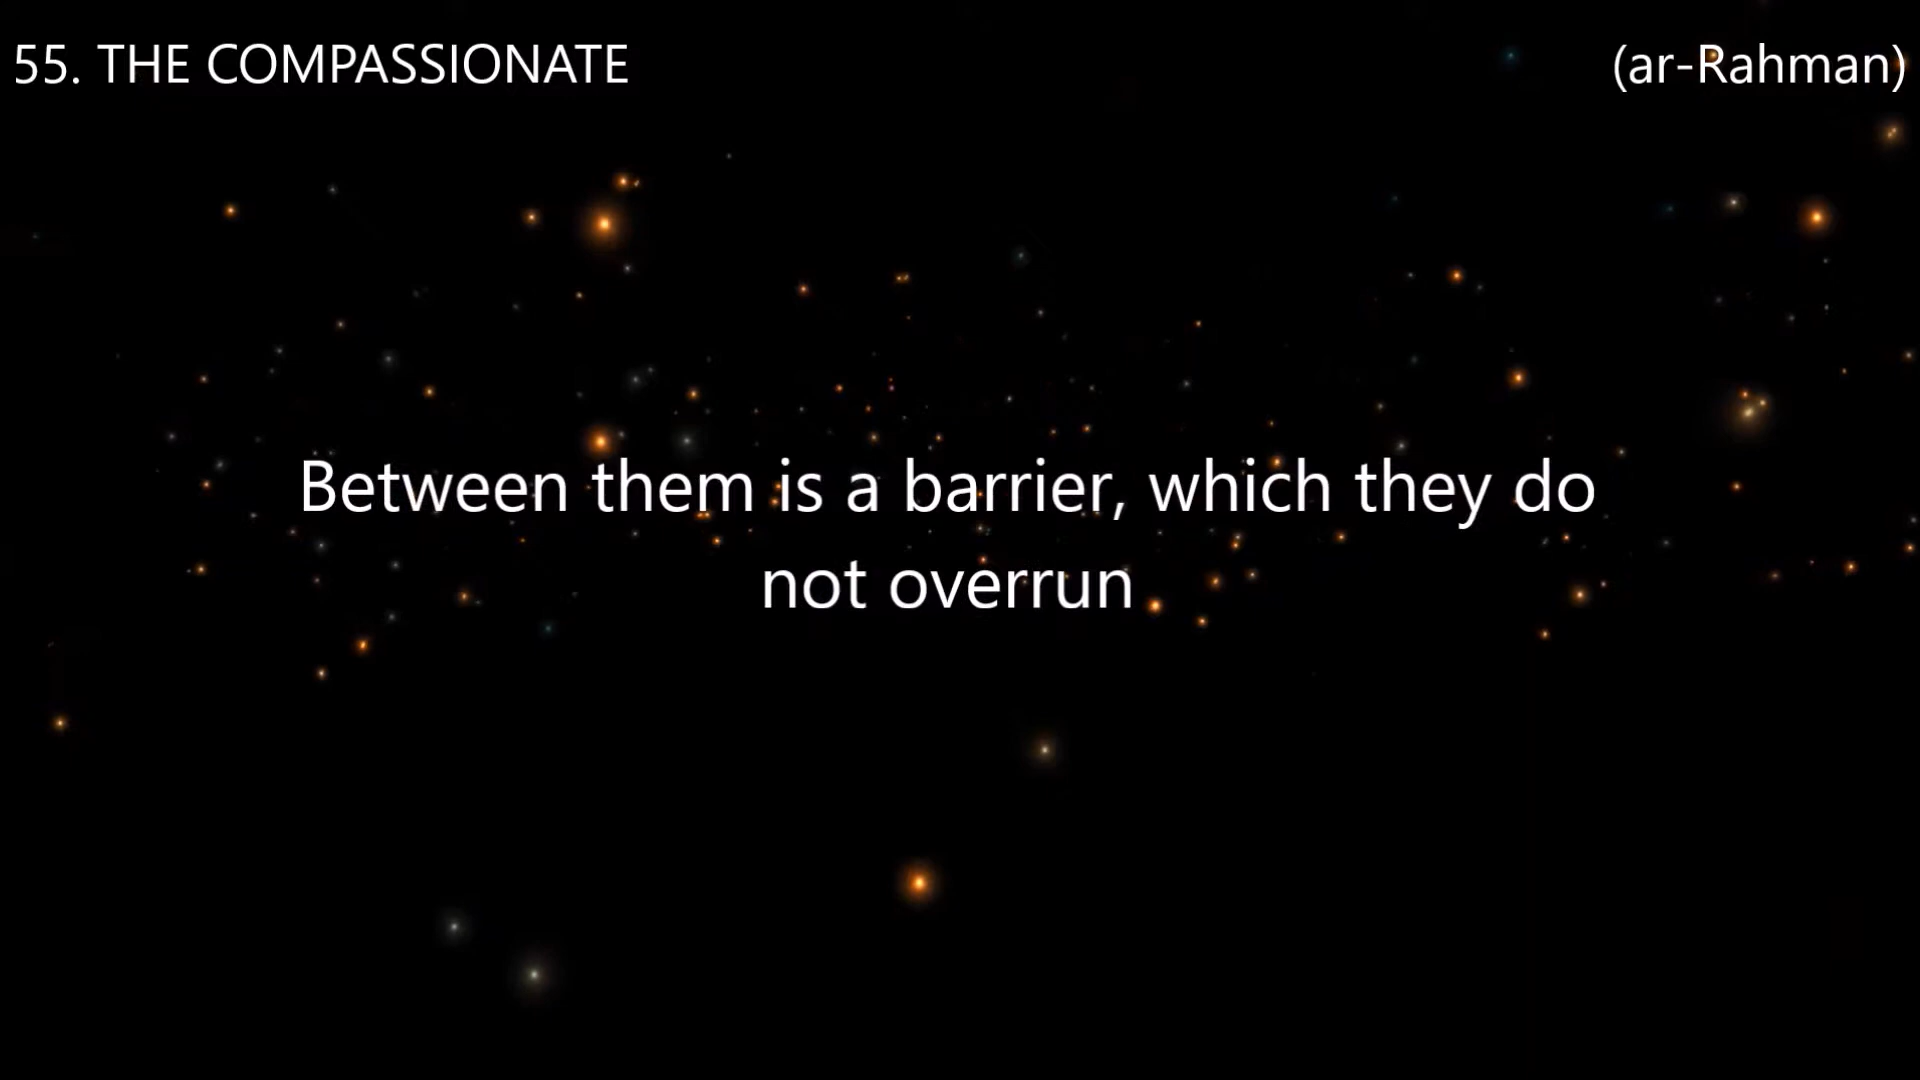 55. THE COMPASSIONATE (ar-Rahman)
Between them is a barrier, which they do
not overrun